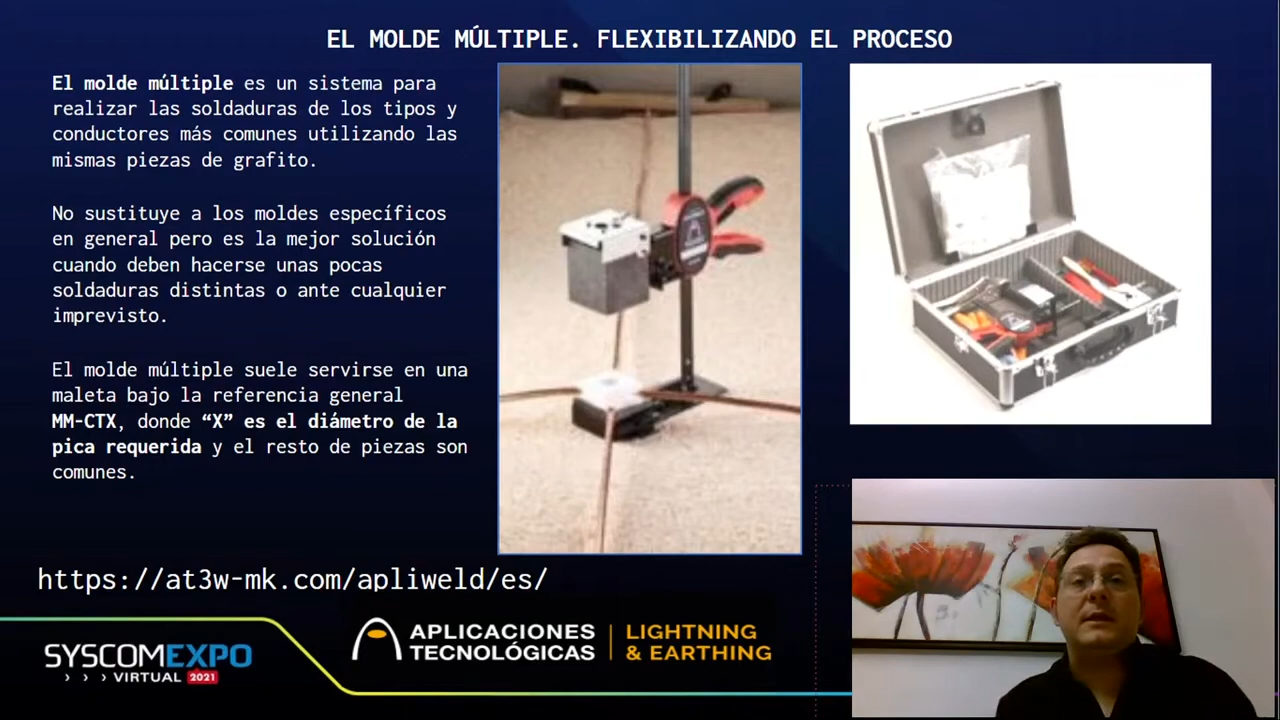 EL MOLDE MÚLTIPLE. FLEXIBILIZANDO EL PROCESO
El molde múltiple es un sistema para
realizar las soldaduras de los tipos y
conductores más comunes utilizando las
mismas piezas de grafito.
No sustituye a los moldes específicos
en general pero es la mejor solución
cuando deben hacerse unas pocas
soldaduras distintas o ante cualquier
imprevisto.
El molde múltiple suele servirse en una
maleta bajo la referencia general
MM-CTX, donde “X” es el diámetro de la
pica requerida y el resto de piezas son
comunes.
https://at3w-mk.com/apliweld/es/
SYSCOMEXPO
› › › VIRTUAL 2021
APLICACIONES
TECNOLÓGICAS
LIGHTNING
& EARTHING